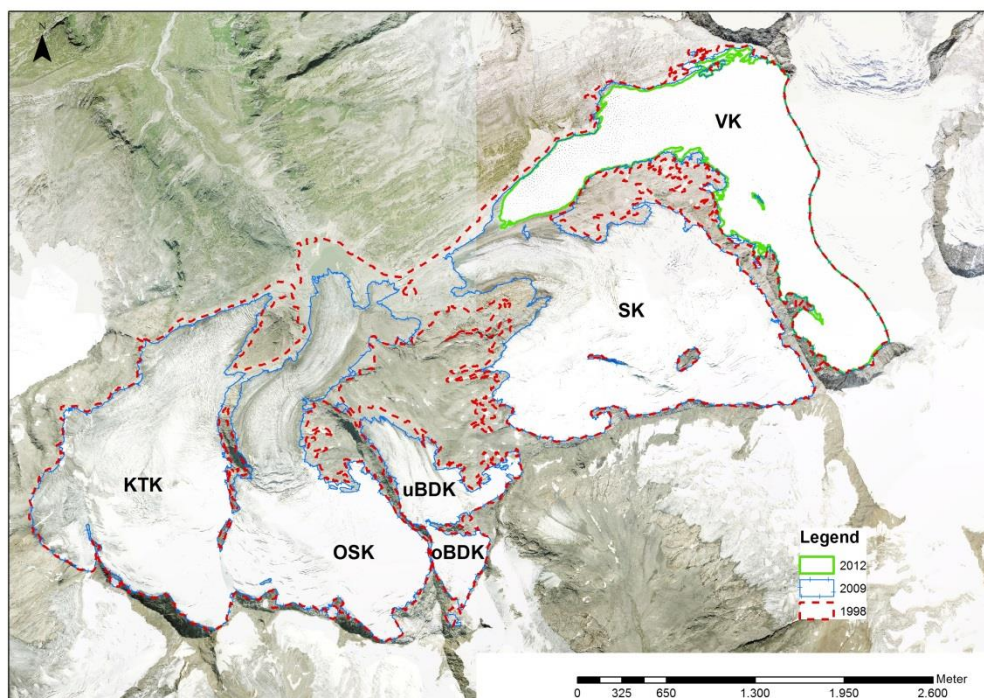 N
VK
SK
KTK
uBDK
OSK
oBDK
Legend
2012
2009
1998
Meter
0 325 650 1.300 1.950 2.600